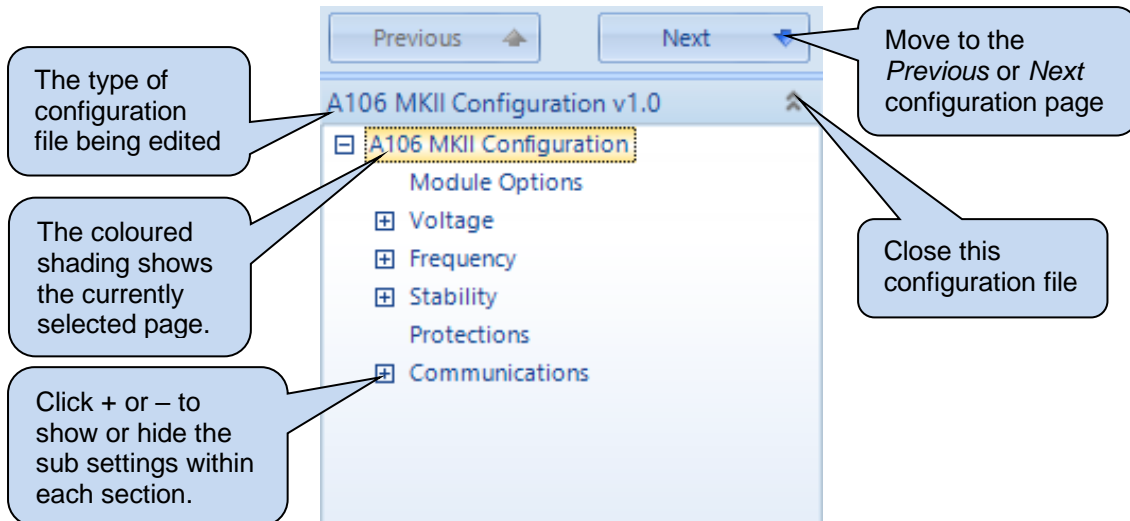 Previous
Next
Move to the
Previous or Next
configuration page
The type of
configuration
file being edited
A106 MKII Configuration v1.0
A106 MKII Configuration
Module Options
Voltage
Frequency
Stability
Protections
Communications
The coloured
shading shows
the currently
selected page.
Close this
configuration file
Click + or – to
show or hide the
sub settings within
each section.